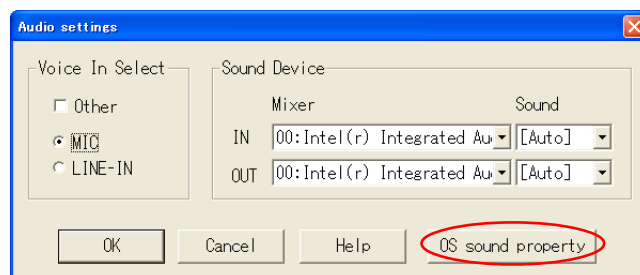 Audio settings
Voice In Select
Other
MIC
LINE-IN
Sound Device
Mixer Sound
IN 00:Intel(r) Integrated Au [Auto]
OUT 00:Intel(r) Integrated Au [Auto]
OK Cancel Help OS sound property